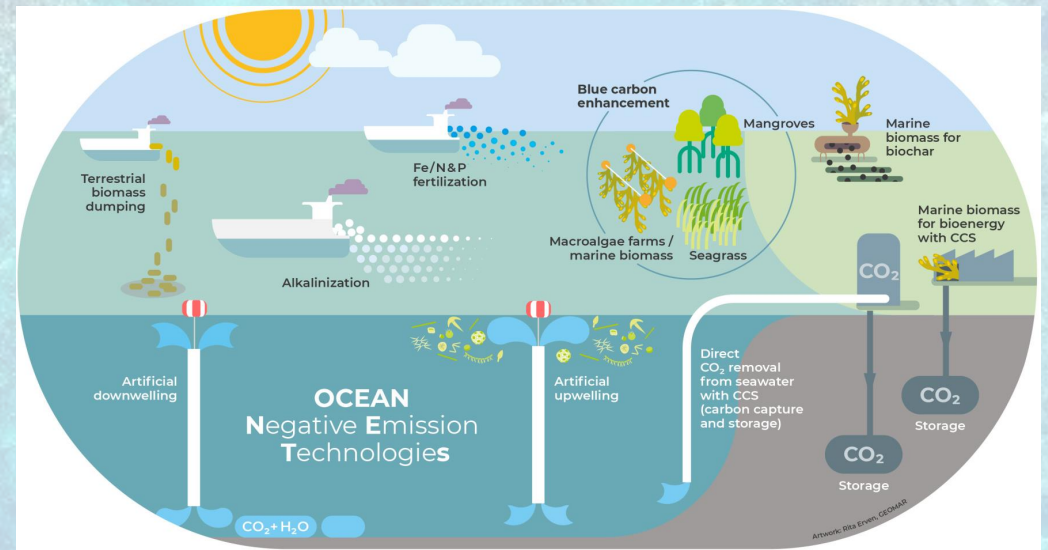 Blue carbon
enhancement
Mangroves
Marine
biomass for
biochar
Terrestrial
biomass
dumping
Fe/N&P
fertilization
Marine biomass
for bioenergy
with CCS
Macroalgae farms /
marine biomass
Seagrass
Alkalinization
CO₂
Artificial
downwelling
OCEAN
Negative Emission
Technologies
Artificial
upwelling
Direct
CO₂ removal
from seawater
with CCS
(carbon capture
and storage)
CO₂
Storage
CO₂
Storage
CO₂+H₂O
Artwork: Rita Erven, GEOMAR